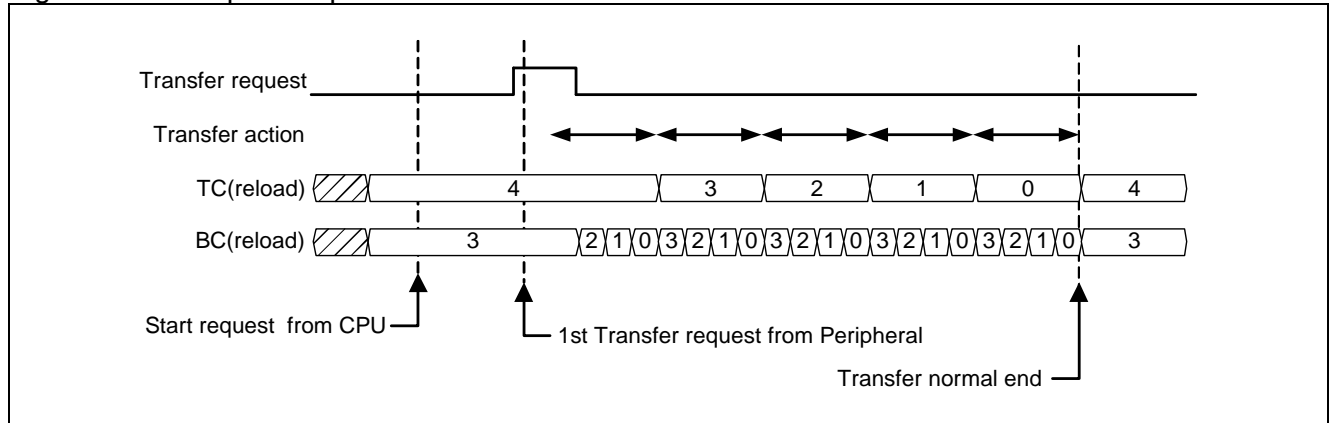 Transfer request
Transfer action
TC(reload) 4 3 2 1 0 4
BC(reload) 3 2 1 0 3 2 1 0 3 2 1 0 3 2 1 0 3 2 1 0 3
Start request from CPU
1st Transfer request from Peripheral
Transfer normal end